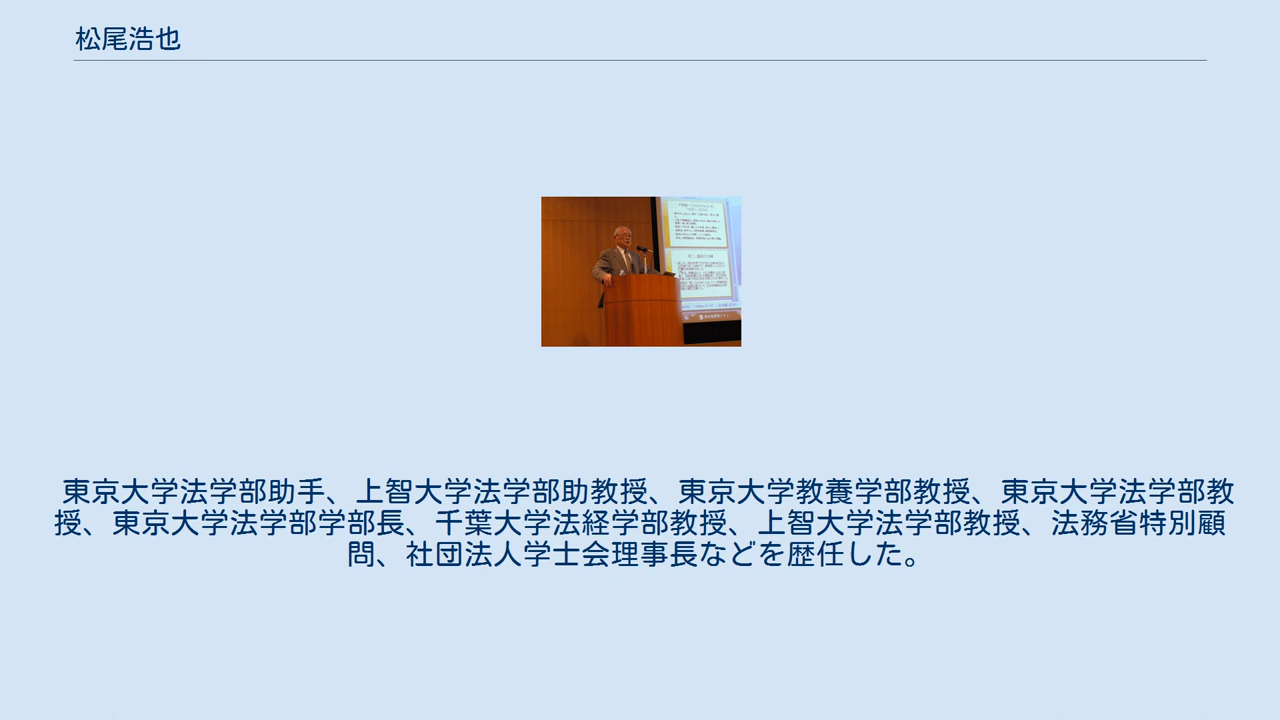 松尾浩也
東京大学法学部助手、上智大学法学部助教授、東京大学教養学部教授、東京大学法学部教
授、東京大学法学部学部長、千葉大学法経学部教授、上智大学法学部教授、法務省特別顧
問、社団法人学士会理事長などを歴任した。